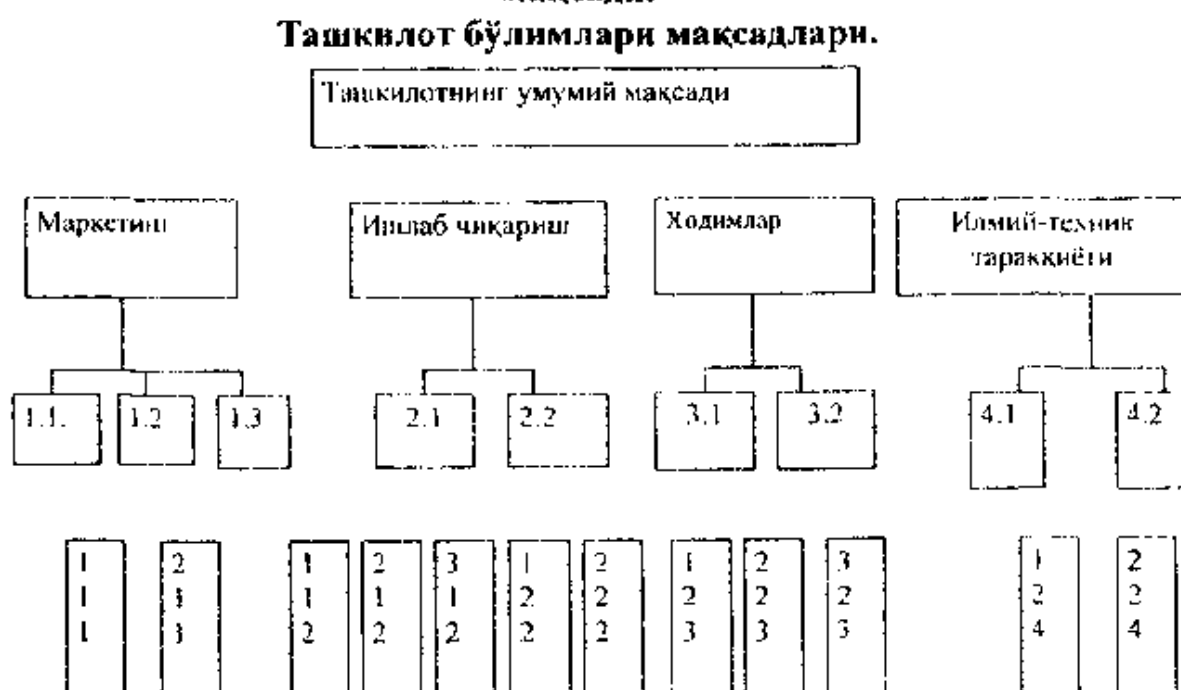 Ташкилот бўлимлари мақсадлари.
Ташкилотнинг умумий мақсади
Маркетинг
Ишлаб чиқариш
Ходимлар
Илмий-техник
тараққиёти
1.1.
1.2
1.3
2.1
2.2
3.1
3.2
4.1
4.2
1 2 1 2 3 1 2 1 2 3 1 2
1 1 1 1 1 2 2 2 2 2 2 2
1 3 2 2 2 2 2 3 3 3 4 4